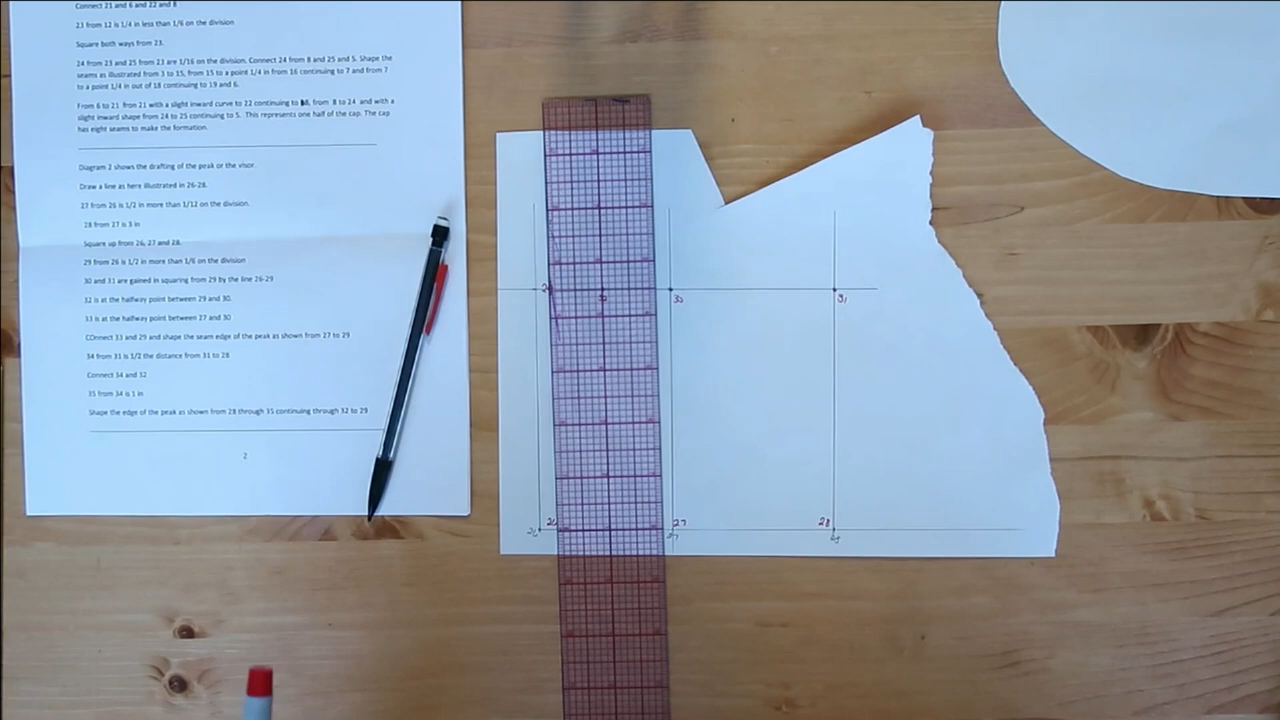 Connect 21 and 6 and 22 and 8
23 from 12 is 1/4 in less than 1/6 on the division
Square both ways from 23.
24 from 23 and 25 from 23 are 1/16 on the division. Connect 24 from 8 and 25 and 5. Shape the
seams as illustrated from 3 to 15, from 15 to a point 1/4 in from 16 continuing to 7 and from 7
to a point 1/4 in out of 18 continuing to 19 and 6.
From 6 to 21 from 21 with a slight inward curve to 22 continuing to 8, from 8 to 24 and with a
slight inward shape from 24 to 25 continuing to 5. This represents one half of the cap. The cap
has eight seams to make the formation.
Diagram 2 shows the drafting of the peak or the visor
Draw a line as here illustrated in 26-28.
27 from 26 is 1/2 in more than 1/12 on the division.
28 from 27 is 3 in
Square up from 26, 27 and 28.
29 from 26 is 1/2 in more than 1/6 on the division
30 and 31 are gained in squaring from 29 by the line 26-29
32 is at the halfway point between 29 and 30.
33 is at the halfway point between 27 and 30
COnnect 33 and 29 and shape the seam edge of the peak as shown from 27 to 29
34 from 31 is 1/2 the distance from 31 to 28
Connect 34 and 32
35 from 34 is 1 in
Shape the edge of the peak as shown from 28 through 35 continuing through 32 to 29
2
30
31
27
28